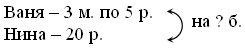 Ваня – 3 м. по 5 р.
Нина – 20 р.
на ? б.